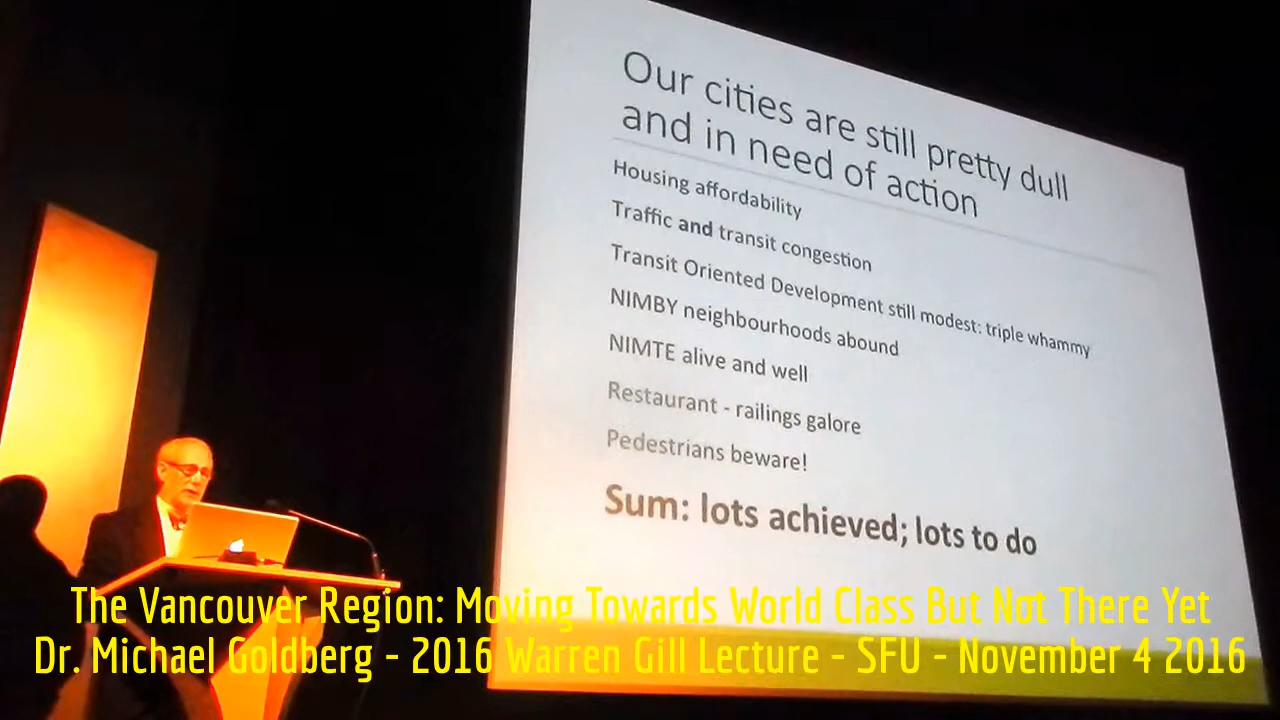 Our cities are still pretty dull
and in need of action
Housing affordability
Traffic and transit congestion
Transit Oriented Development still modest: triple whammy
NIMBY neighbourhoods abound
NIMTE alive and well
Restaurant - railings galore
Pedestrians beware!
Sum: lots achieved; lots to do
The Vancouver Region: Moving Towards World Class But Not There Yet
Dr. Michael Goldberg - 2016 Warren Gill Lecture - SFU - November 4 2016